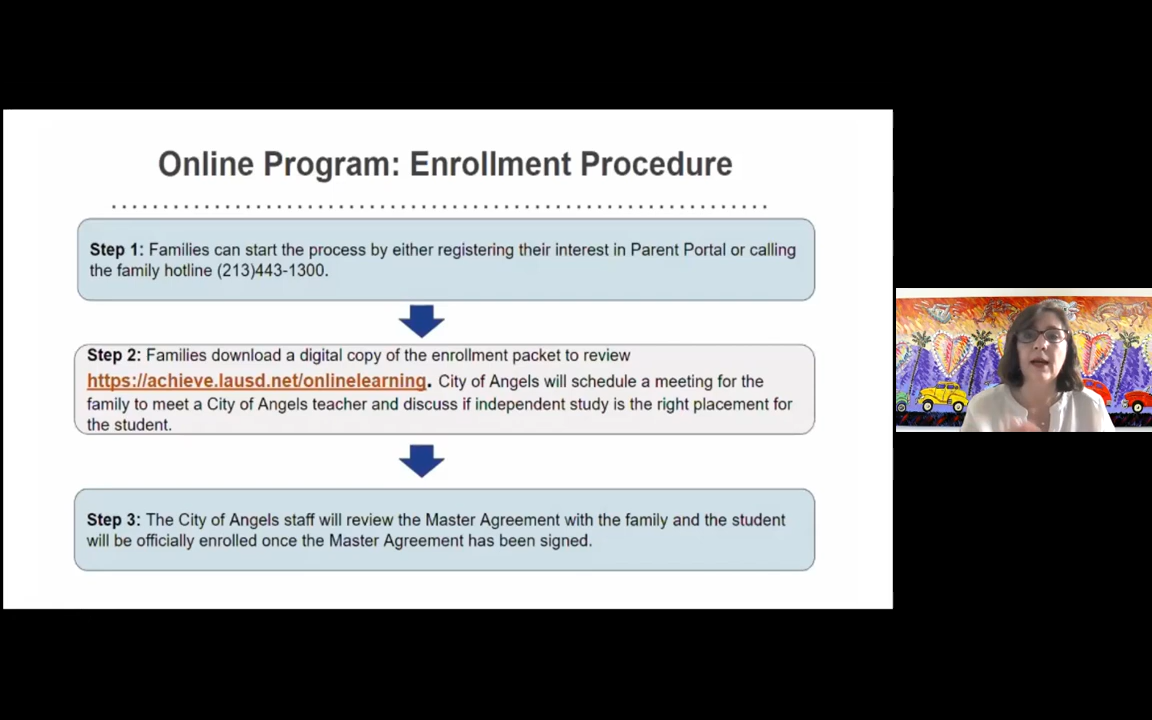 Online Program: Enrollment Procedure
Step 1: Families can start the process by either registering their interest in Parent Portal or calling
the family hotline (213)443-1300.
Step 2: Families download a digital copy of the enrollment packet to review
https://achieve.lausd.net/onlinelearning. City of Angels will schedule a meeting for the
family to meet a City of Angels teacher and discuss if independent study is the right placement for
the student.
Step 3: The City of Angels staff will review the Master Agreement with the family and the student
will be officially enrolled once the Master Agreement has been signed.